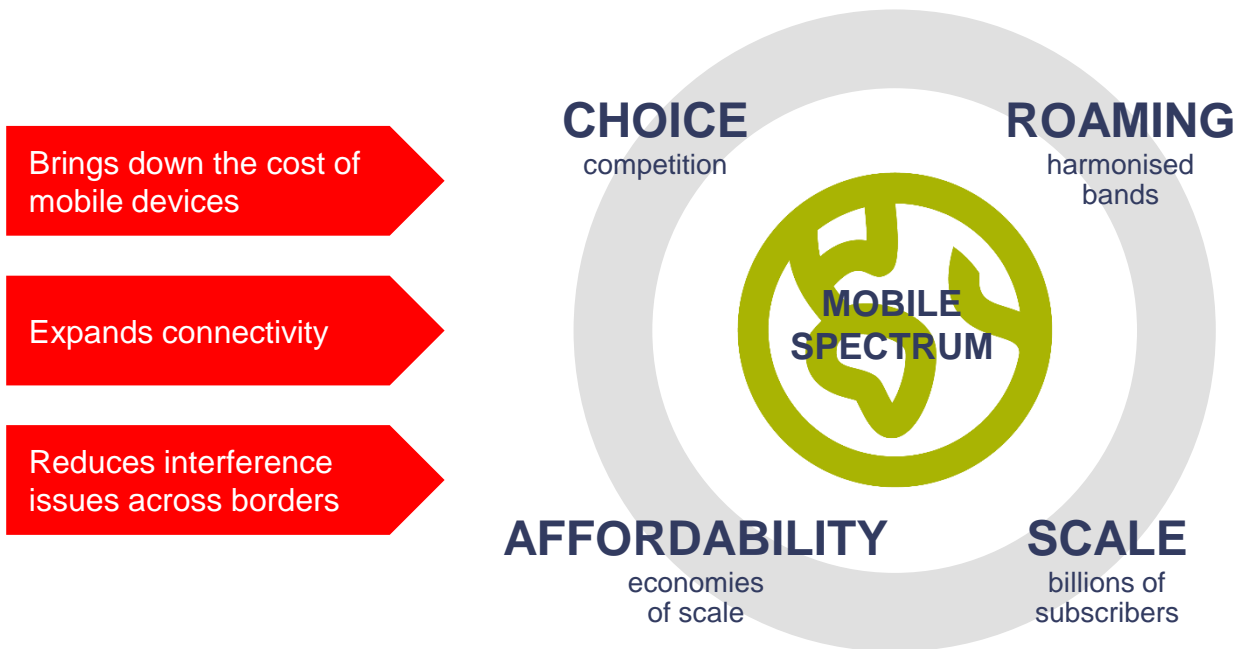 Brings down the cost of
mobile devices
Expands connectivity
Reduces interference
issues across borders
CHOICE
competition
ROAMING
harmonised
bands
MOBILE
SPECTRUM
AFFORDABILITY
economies
of scale
SCALE
billions of
subscribers